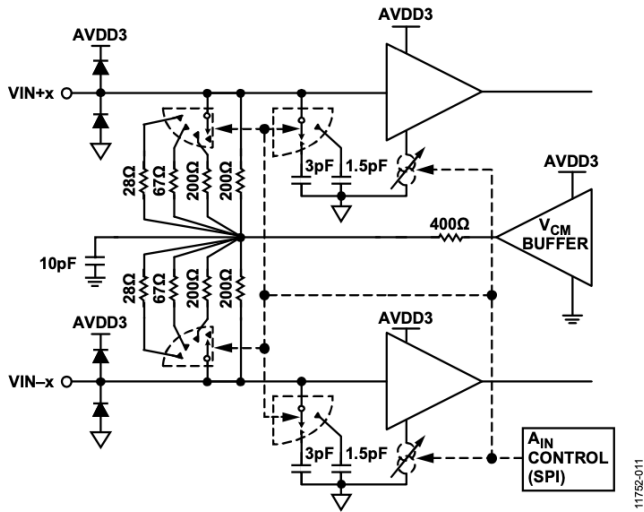 AVDD3
AVDD3
VIN+x
3pF
1.5pF
28Ω
67Ω
200Ω
200Ω
AVDD3
400Ω
VCM
BUFFER
10pF
28Ω
67Ω
200Ω
200Ω
AVDD3
AVDD3
VIN–x
3pF
1.5pF
AIN
CONTROL
(SPI)
11752-011